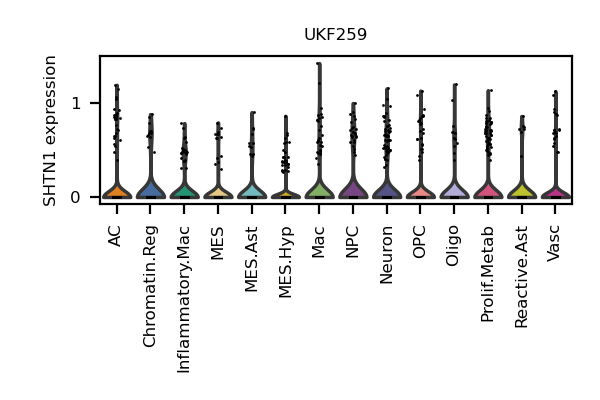 UKF259
SHTN1 expression
1
0
AC
Chromatin.Reg
Inflammatory.Mac
MES
MES.Ast
MES.Hyp
Mac
NPC
Neuron
OPC
Oligo
Prolif.Metab
Reactive.Ast
Vasc